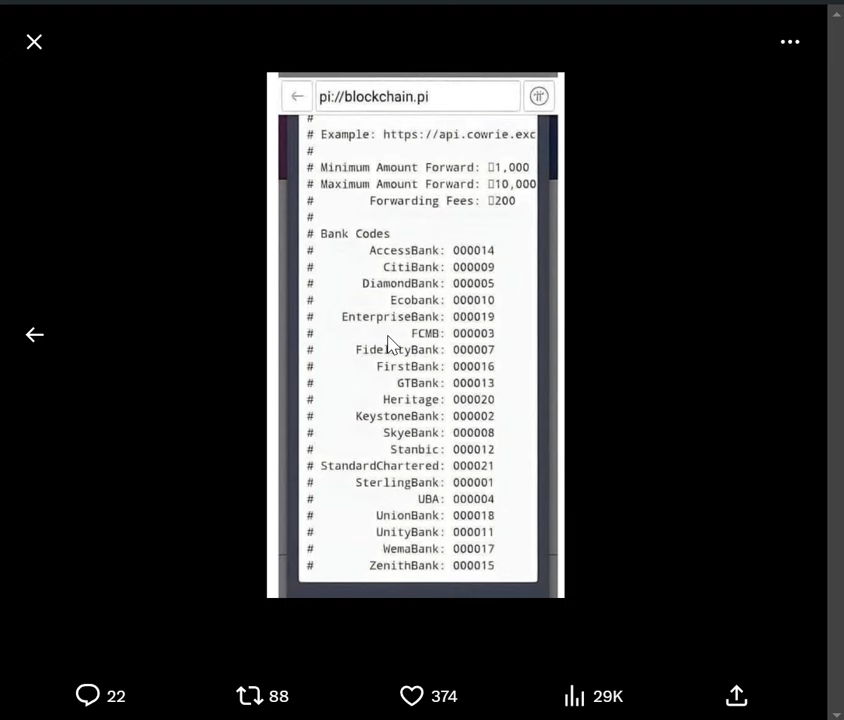 pi://blockchain.pi
#
# Example: https://api.cowrie.exc
#
# Minimum Amount Forward: 1,000
# Maximum Amount Forward: 10,000
# Forwarding Fees: 200
#
# Bank Codes
# AccessBank: 000014
# CitiBank: 000009
# DiamondBank: 000005
# Ecobank: 000010
# EnterpriseBank: 000019
# FCMB: 000003
# FidelityBank: 000007
# FirstBank: 000016
# GTBank: 000013
# Heritage: 000020
# KeystoneBank: 000002
# SkyeBank: 000008
# Stanbic: 000012
# StandardChartered: 000021
# SterlingBank: 000001
# UBA: 000004
# UnionBank: 000018
# UnityBank: 000011
# WemaBank: 000017
# ZenithBank: 000015
22 88 374 29K